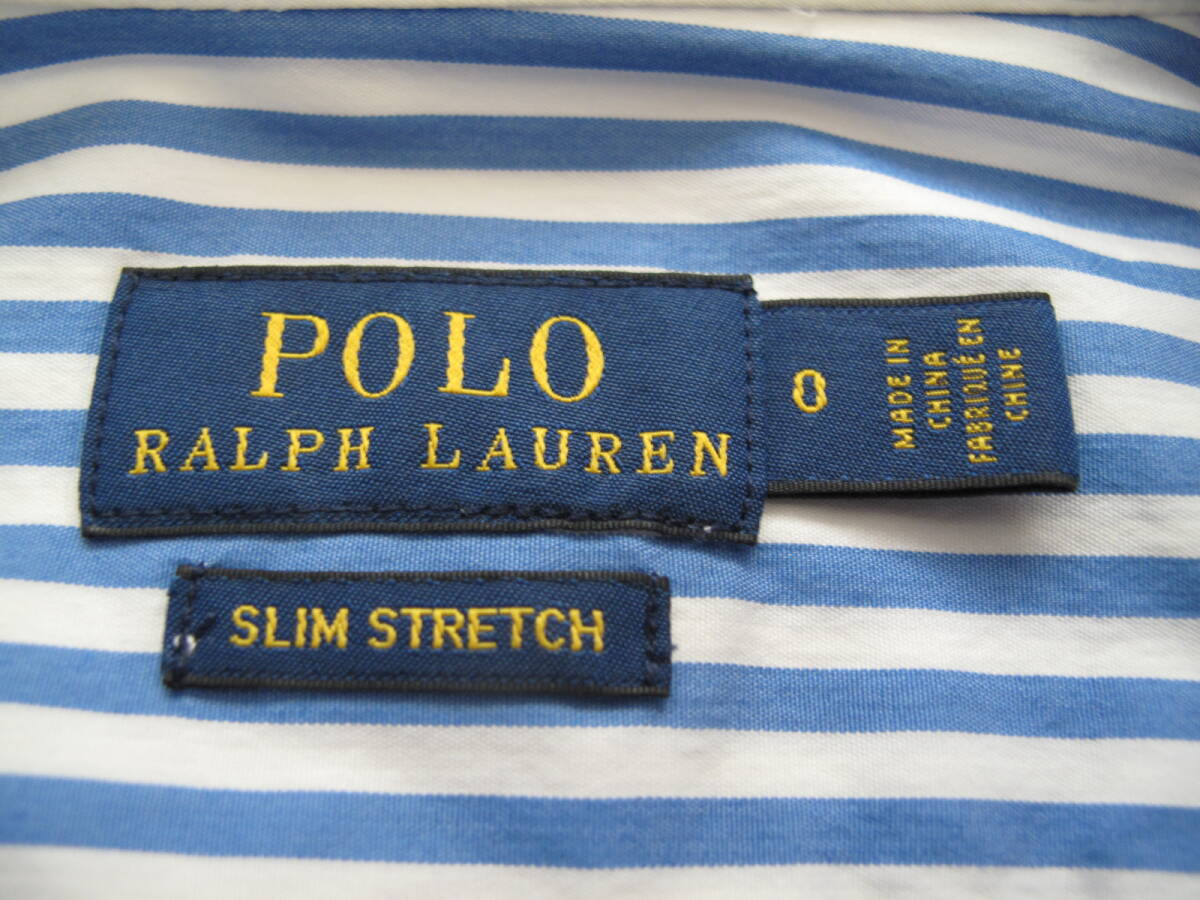 POLO
RALPH LAUREN
0
MADE IN
CHINA
FABRIQUÉ EN
CHINE
SLIM STRETCH